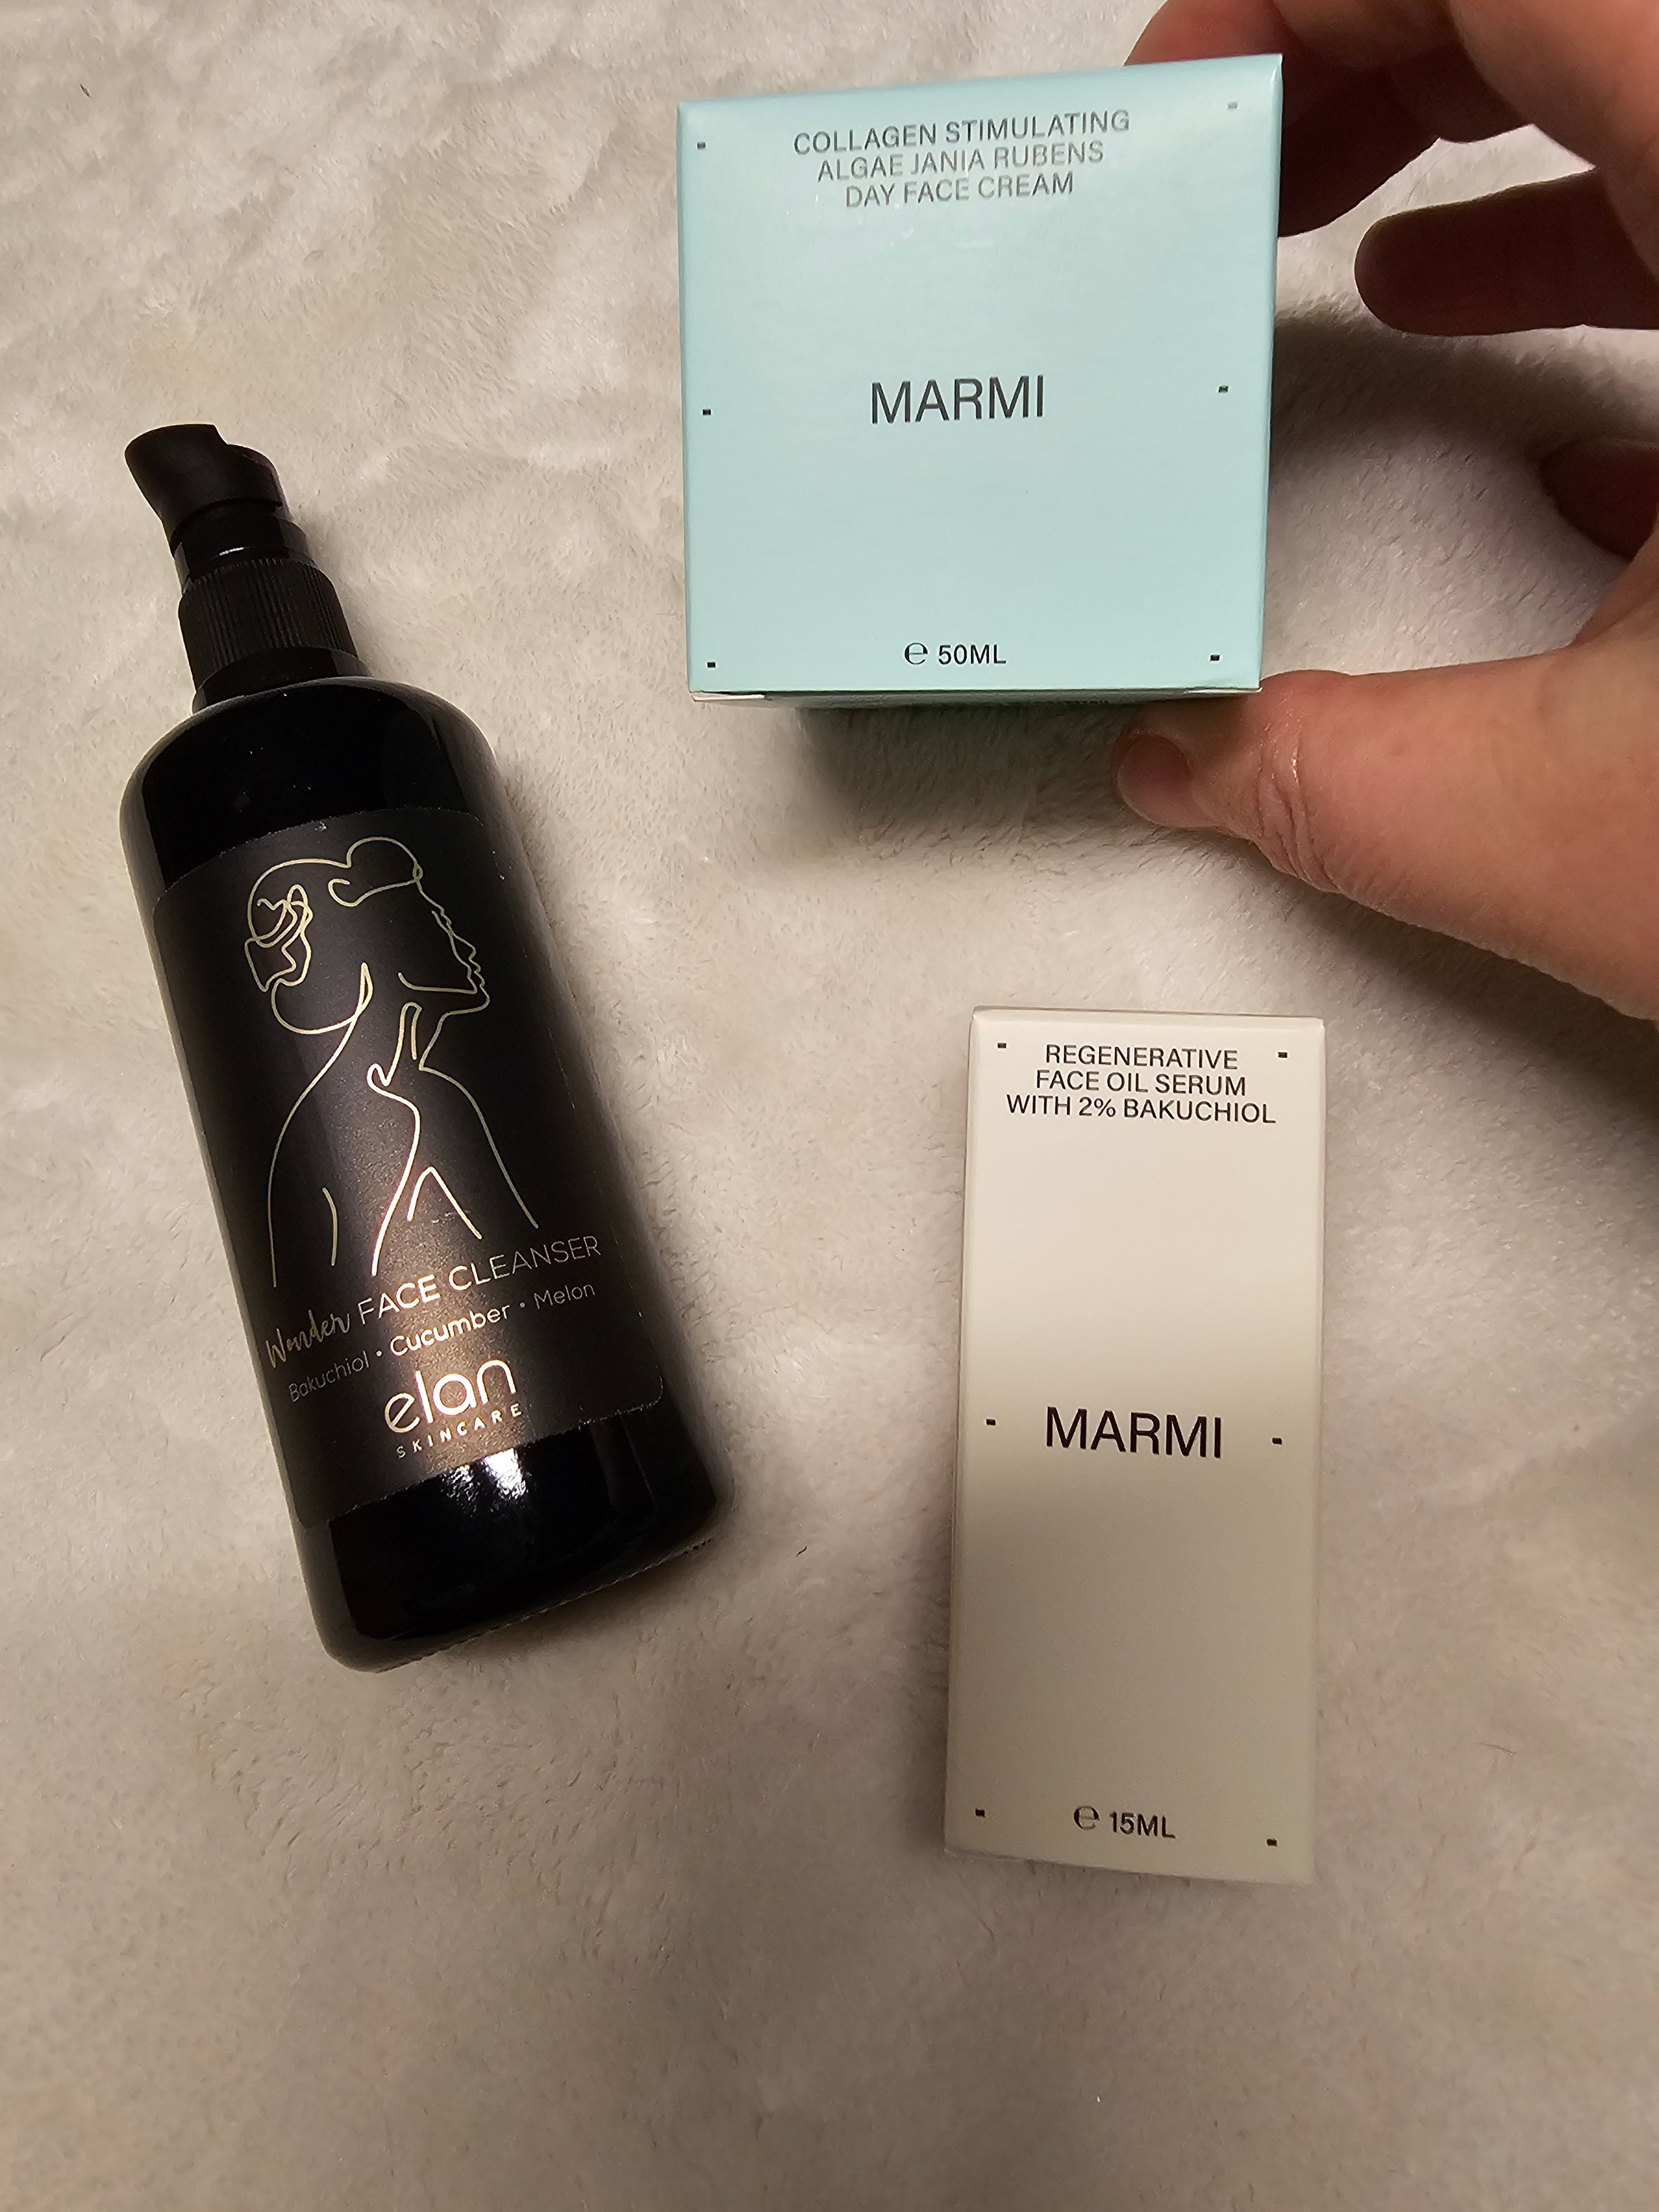 COLLAGEN STIMULATING
ALGAE JANIA RUBENS
DAY FACE CREAM
MARMI
℮ 50ML
Wonder FACE CLEANSER
Bakuchiol • Cucumber • Melon
elan
SKINCARE
REGENERATIVE
FACE OIL SERUM
WITH 2% BAKUCHIOL
MARMI
℮ 15ML